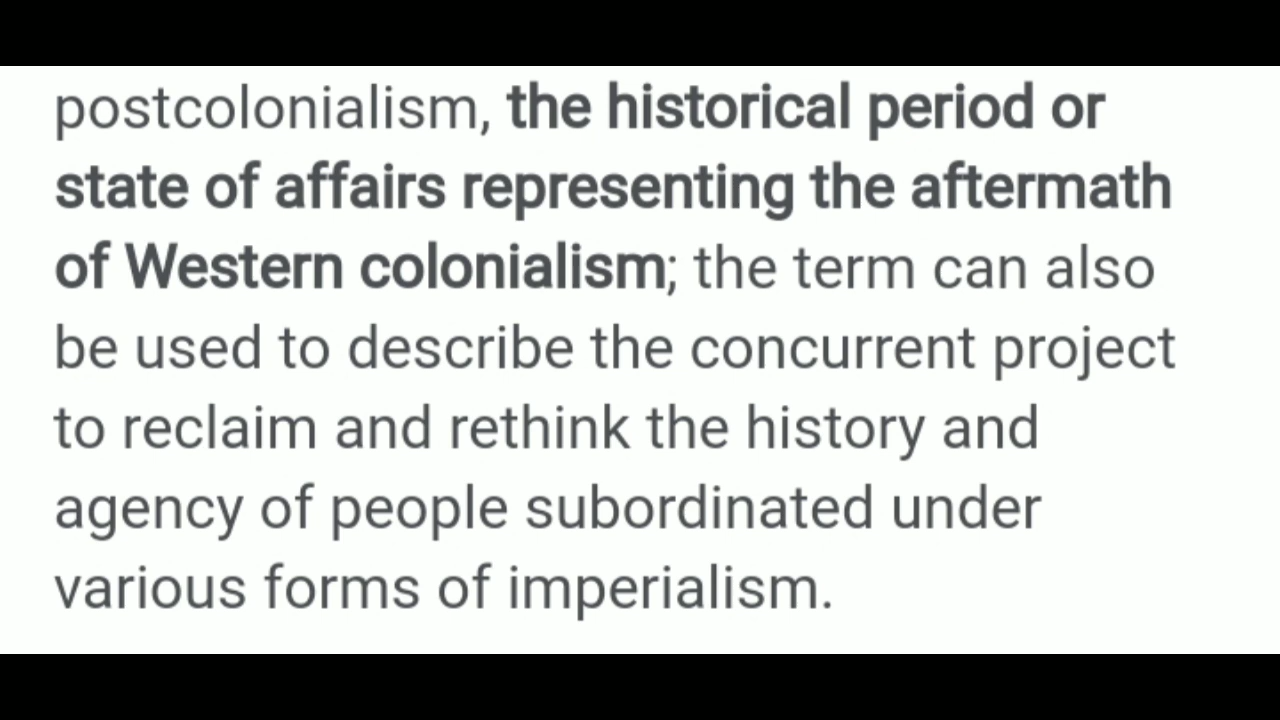 postcolonialism, the historical period or
state of affairs representing the aftermath
of Western colonialism; the term can also
be used to describe the concurrent project
to reclaim and rethink the history and
agency of people subordinated under
various forms of imperialism.